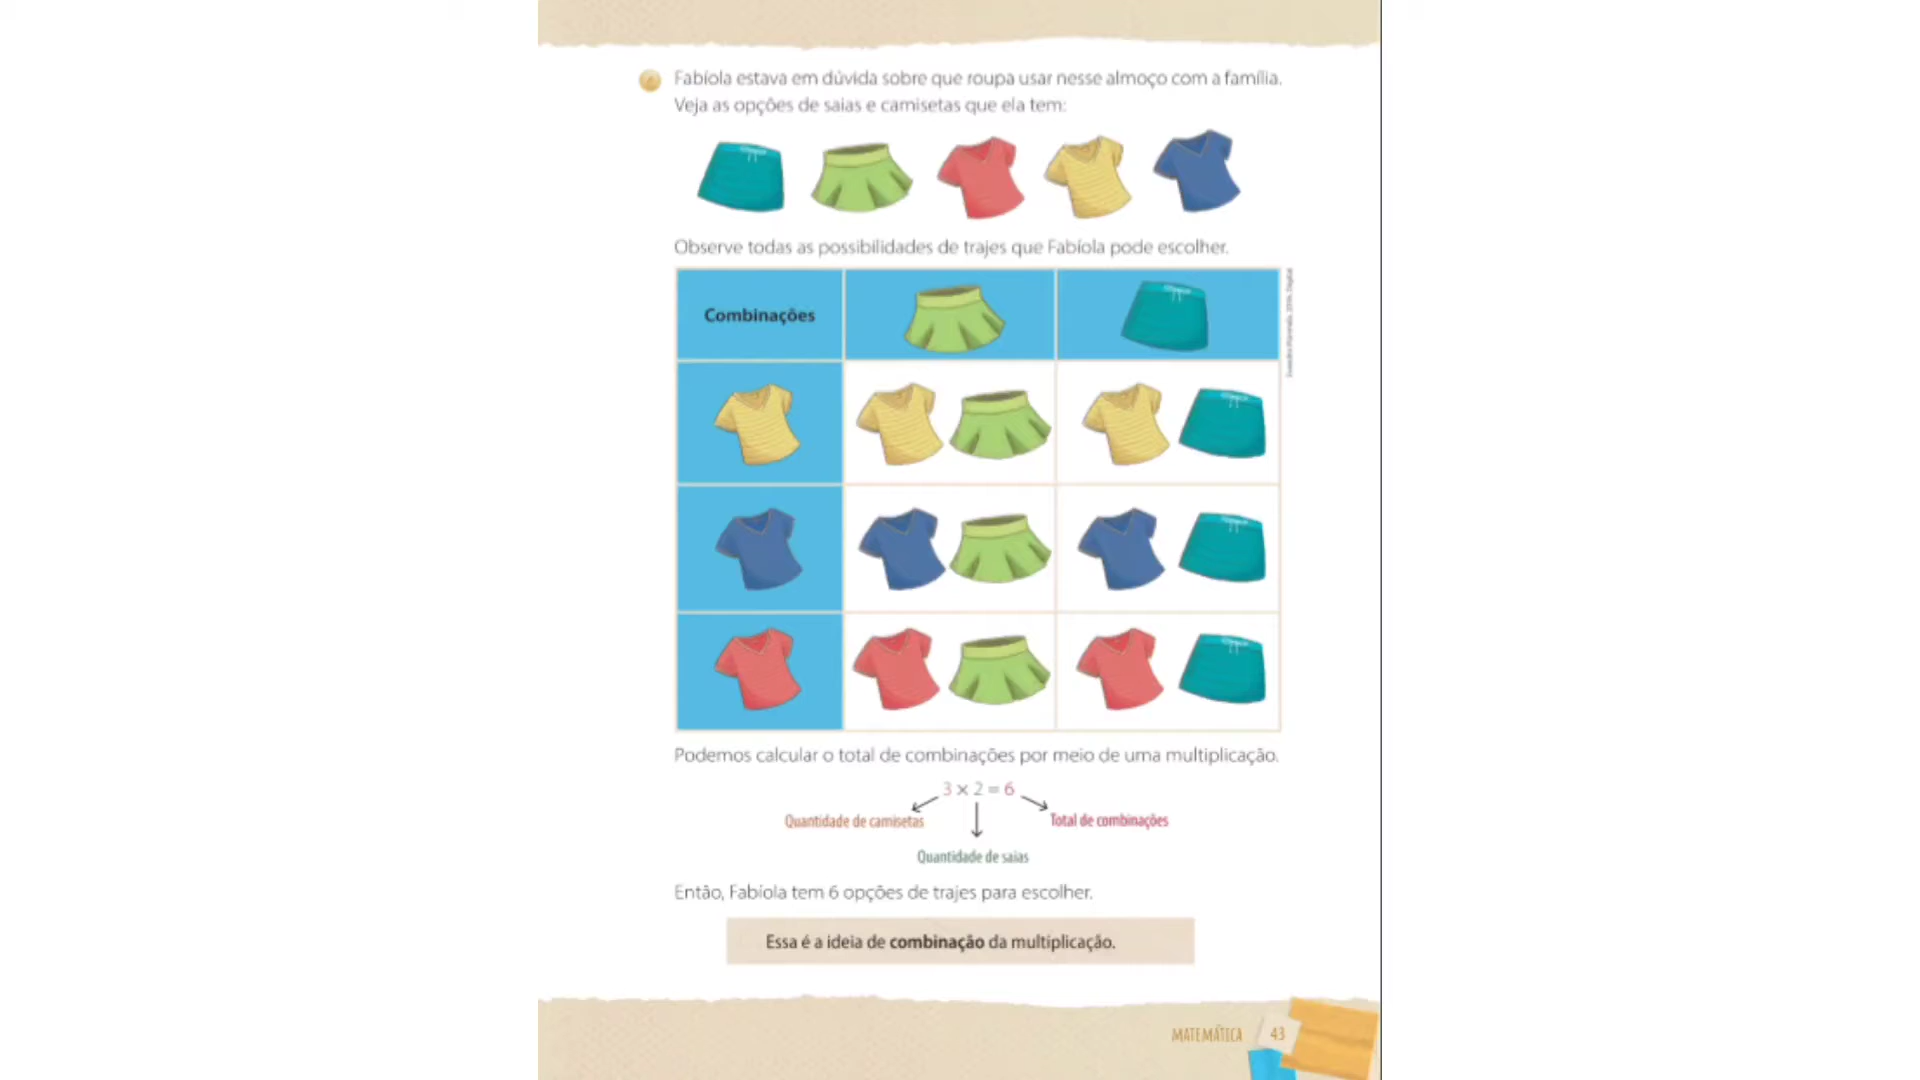 Fabíola estava em dúvida sobre que roupa usar nesse almoço com a família.
Veja as opções de saias e camisetas que ela tem:
Observe todas as possibilidades de trajes que Fabíola pode escolher.
Combinações
Podemos calcular o total de combinações por meio de uma multiplicação.
3 × 2 = 6
Quantidade de camisetas
Total de combinações
Quantidade de saias
Então, Fabíola tem 6 opções de trajes para escolher.
Essa é a ideia de combinação da multiplicação.
MATEMÁTICA 43